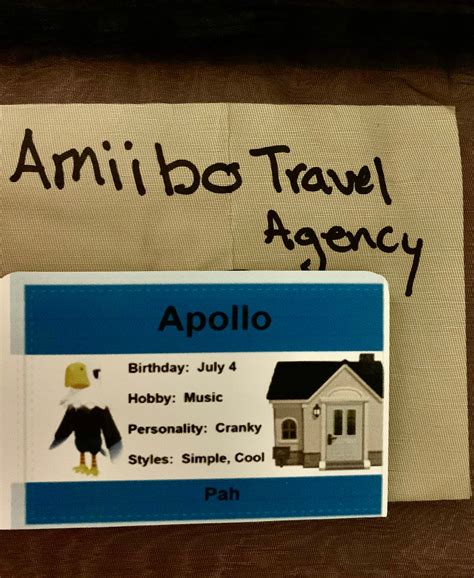 Amiibo Travel
Agency
Apollo
Birthday: July 4
Hobby: Music
Personality: Cranky
Styles: Simple, Cool
Pah